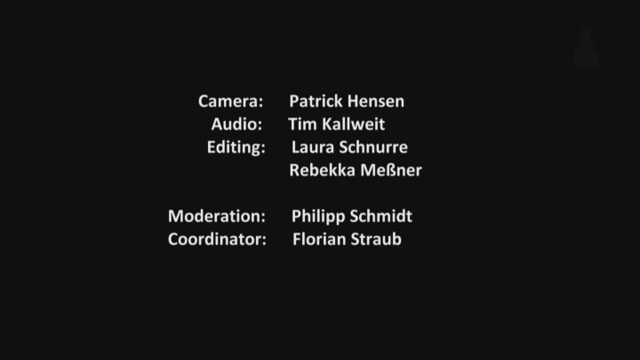 Camera: Patrick Hensen
Audio: Tim Kallweit
Editing: Laura Schnurre
Rebekka Meßner
Moderation: Philipp Schmidt
Coordinator: Florian Straub